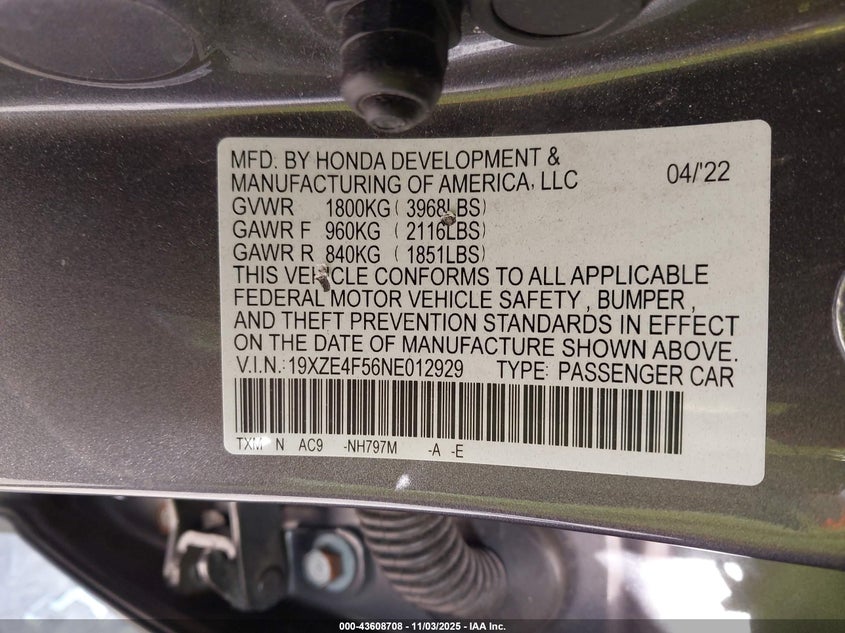 MFD. BY HONDA DEVELOPMENT &
MANUFACTURING OF AMERICA, LLC 04/'22
GVWR 1800KG ( 3968LBS)
GAWR F 960KG ( 2116LBS)
GAWR R 840KG ( 1851LBS)
THIS VEHICLE CONFORMS TO ALL APPLICABLE
FEDERAL MOTOR VEHICLE SAFETY , BUMPER ,
AND THEFT PREVENTION STANDARDS IN EFFECT
ON THE DATE OF MANUFACTURE SHOWN ABOVE.
V.I.N.: 19XZE4F56NE012929 TYPE: PASSENGER CAR
TXM N AC9 -NH797M -A -E
000-43608708 - 11/03/2025 - IAA Inc.